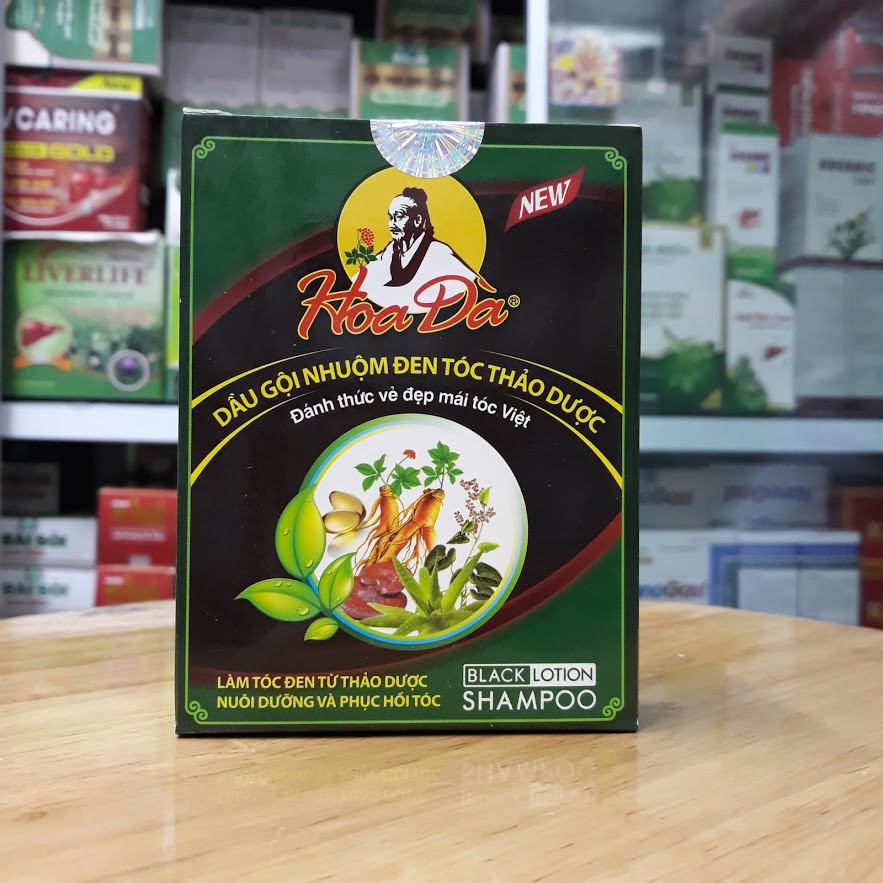 CARING
GOLD
LIVERLIFE
NEW
Hoa Đà®
DẦU GỘI NHUỘM ĐEN TÓC THẢO DƯỢC
Đánh thức vẻ đẹp mái tóc Việt
LÀM TÓC ĐEN TỪ THẢO DƯỢC
NUÔI DƯỠNG VÀ PHỤC HỒI TÓC
BLACK LOTION
SHAMPOO